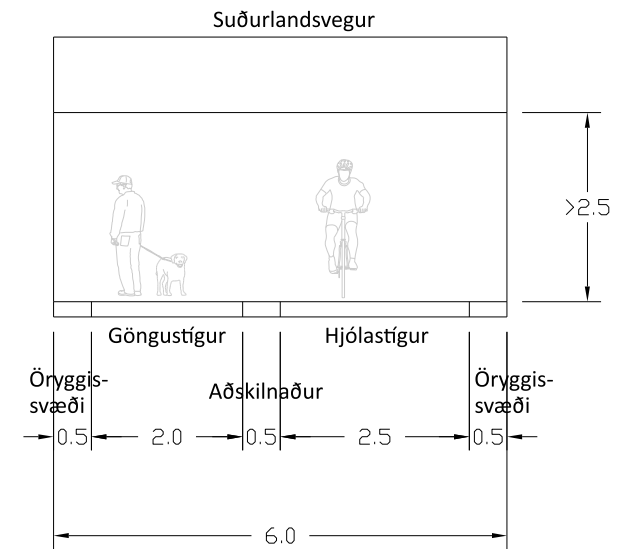 Suðurlandsvegur
>2.5
Göngustígur
Hjólastígur
Öryggis-
svæði
Aðskilnaður
Öryggis-
svæði
0.5
2.0
0.5
2.5
0.5
6.0